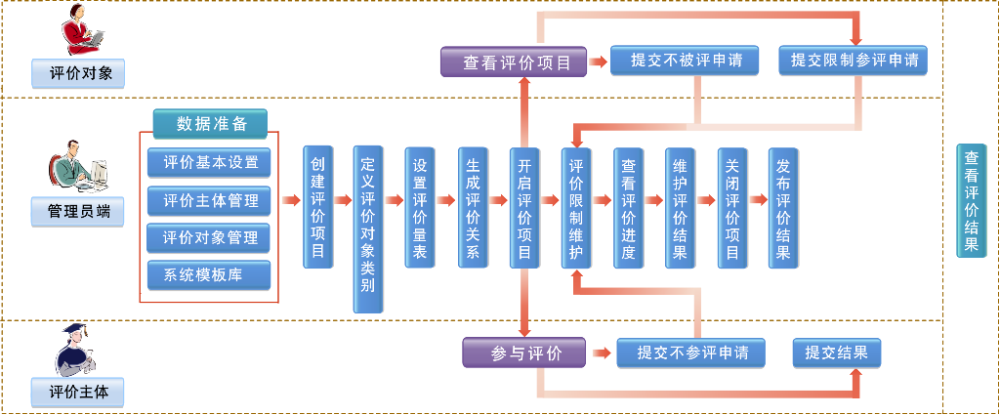 评价对象
查看评价项目
提交不被评申请
提交限制参评申请
管理员端
数据准备
评价基本设置
评价主体管理
评价对象管理
系统模板库
创建评价项目
定义评价对象类别
设置评价量表
生成评价关系
开启评价项目
评价限制维护
查看评价进度
维护评价结果
关闭评价项目
发布评价结果
查看评价结果
评价主体
参与评价
提交不参评申请
提交结果